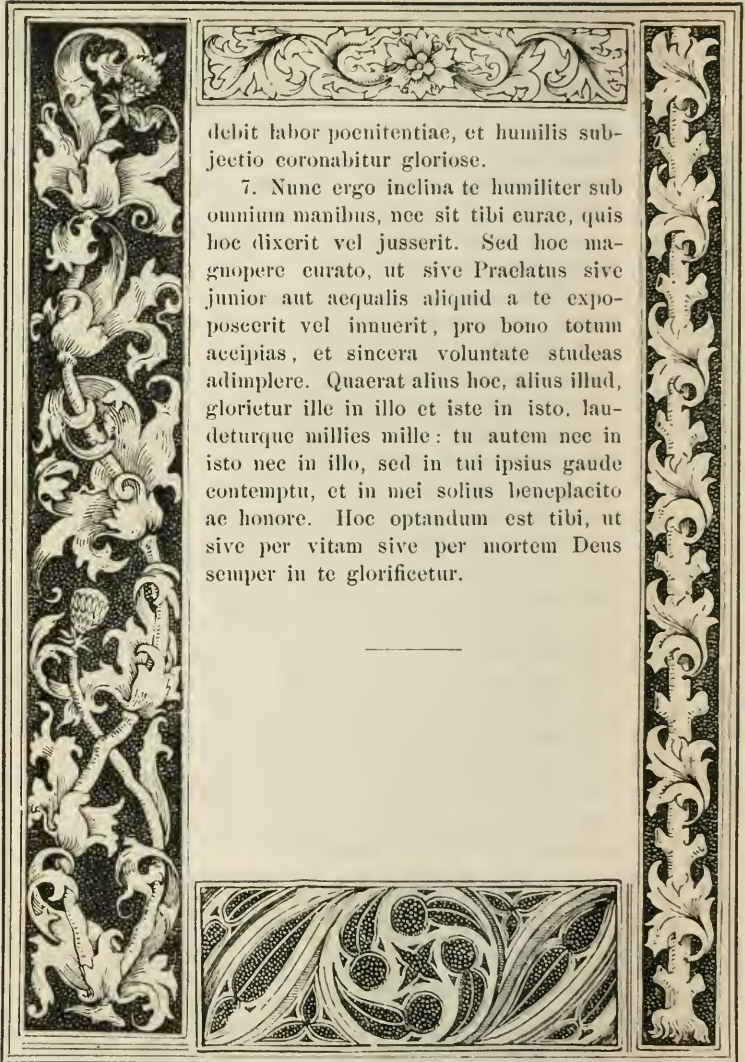 debit labor poenitentiae, et humilis sub-
jectio coronabitur gloriose.
7. Nunc ergo inclina te humiliter sub
omnium manibus, nec sit tibi curae, quis
hoc dixerit vel jusserit. Sed hoc ma-
gnopere curato, ut sive Praelatus sive
junior aut aequalis aliquid a te expo-
poscerit vel innuerit, pro bono totum
accipias, et sincera voluntate studeas
adimplere. Quaerat alius hoc, alius illud,
glorietur ille in illo et iste in isto. lau-
deturque millies mille: tu autem nec in
isto nec in illo, sed in tui ipsius gaude
contemptu, et in mei solius beneplacito
ac honore. Hoc optandum est tibi, ut
sive per vitam sive per mortem Deus
semper in te glorificetur.